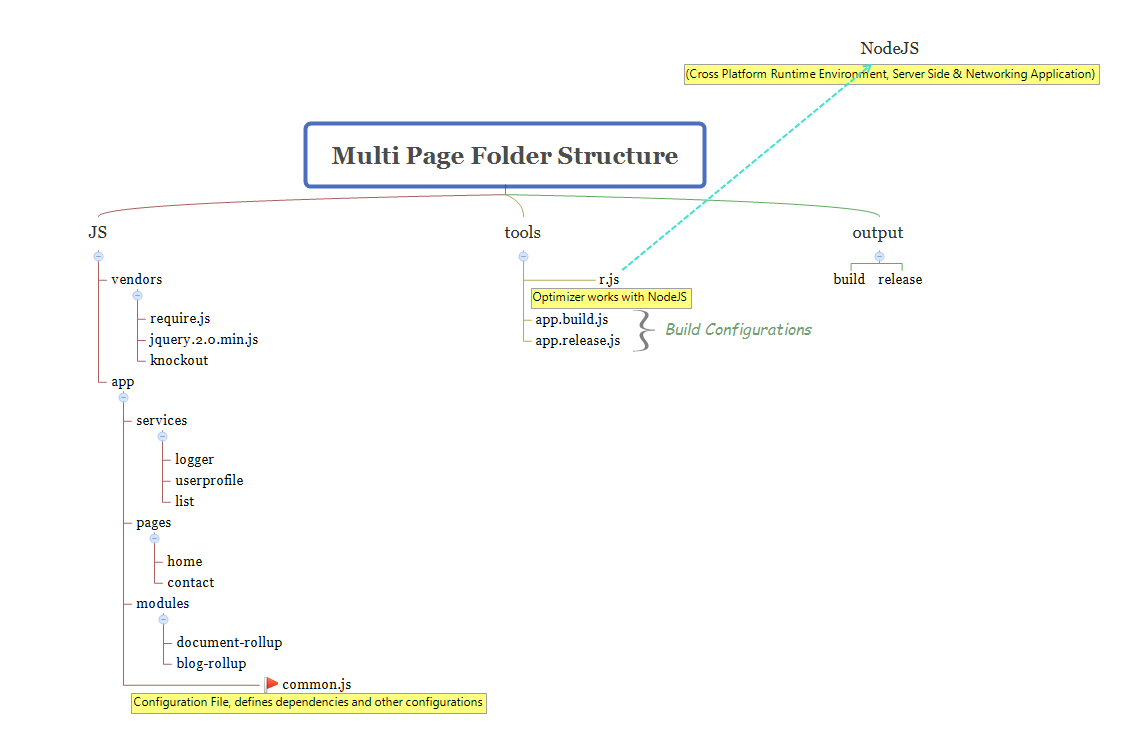 NodeJS
(Cross Platform Runtime Environment, Server Side & Networking Application)
Multi Page Folder Structure
JS
tools
output
vendors
require.js
jquery.2.0.min.js
knockout
app
services
logger
userprofile
list
pages
home
contact
modules
document-rollup
blog-rollup
common.js
Configuration File, defines dependencies and other configurations
r.js
Optimizer works with NodeJS
app.build.js
app.release.js
Build Configurations
build release